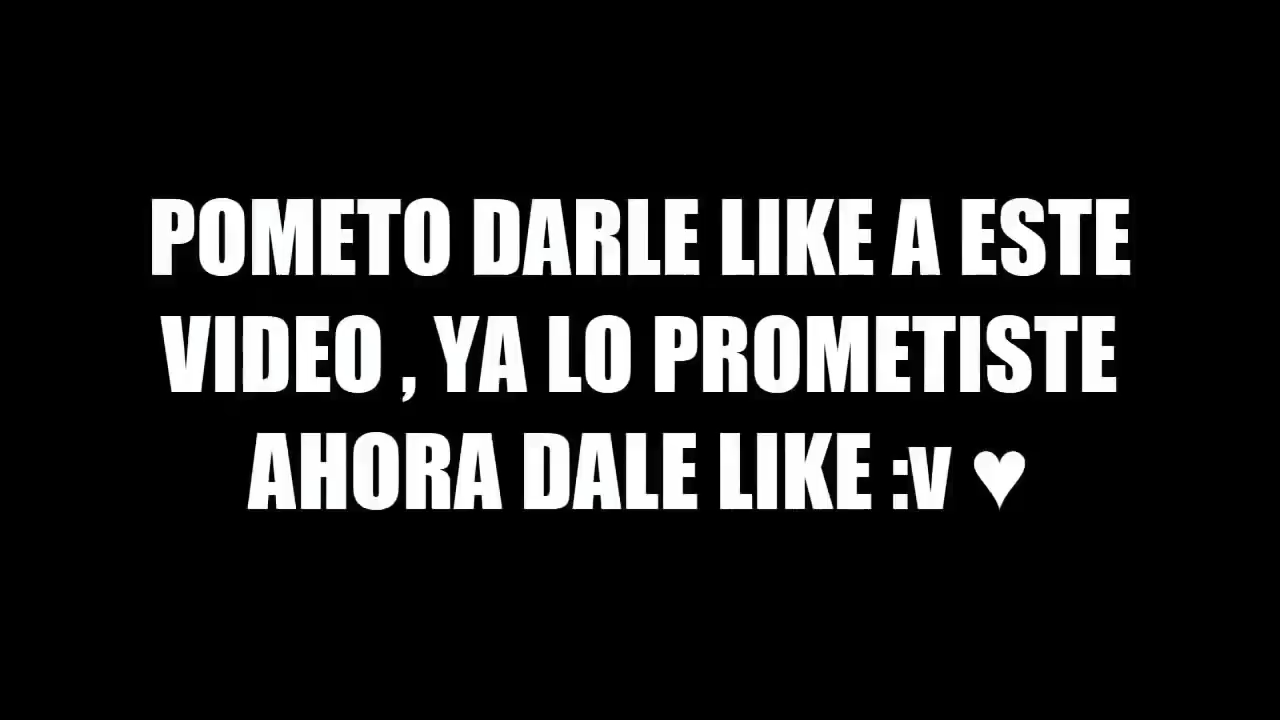 POMETO DARLE LIKE A ESTE
VIDEO , YA LO PROMETISTE
AHORA DALE LIKE :v ♥